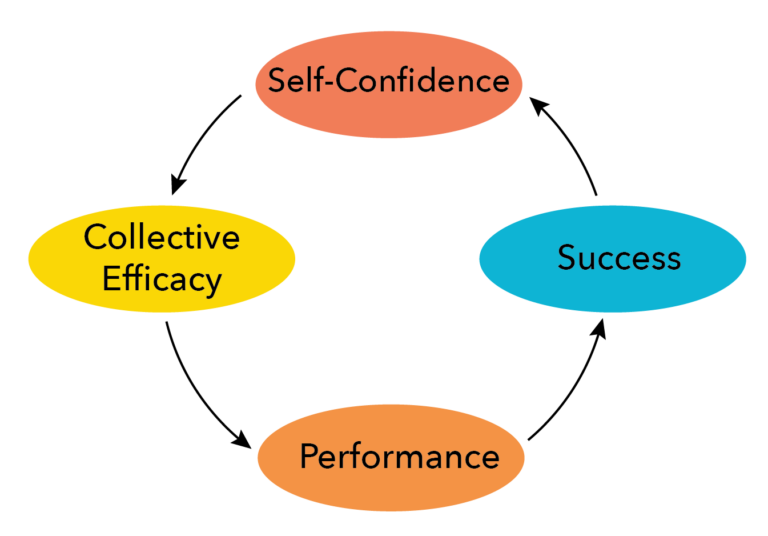 Self-Confidence
Collective
Efficacy
Success
Performance